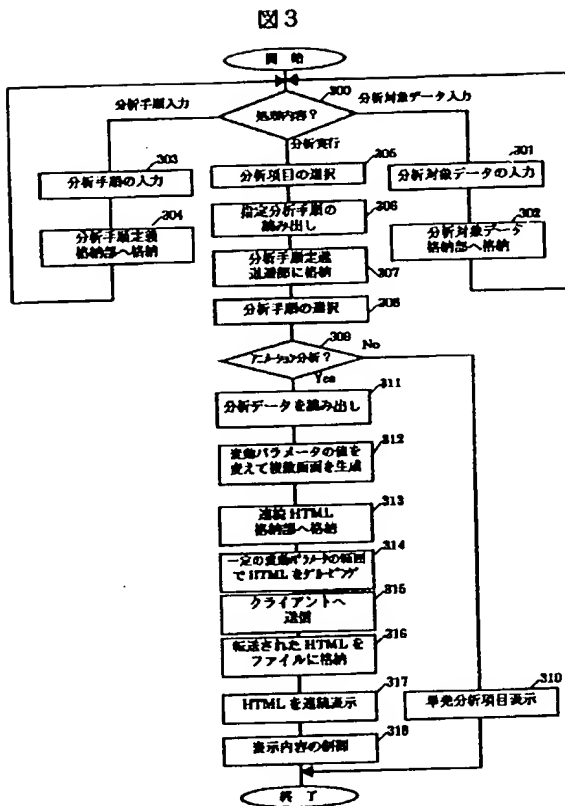 図3
開 始
300
分析手順入力
処理内容?
分析対象データ入力
分析実行
303
分析手順の入力
305
分析項目の選択
301
分析対象データの入力
304
分析手順定義
格納部へ格納
306
指定分析手順の
読み出し
302
分析対象データ
格納部へ格納
分析手順定義
退避部に格納
307
分析手順の選択
308
309
アニメーション分析?
No
Yes
311
分析データを読み出し
312
変動パラメータの値を
変えて複数画面を生成
313
連続HTML
格納部へ格納
314
一定の変動パラメータの範囲
でHTMLをグルーピング
315
クライアントへ
送信
316
転送されたHTMLを
ファイルに格納
317
HTMLを連続表示
310
単発分析項目表示
318
表示内容の制御
終 了